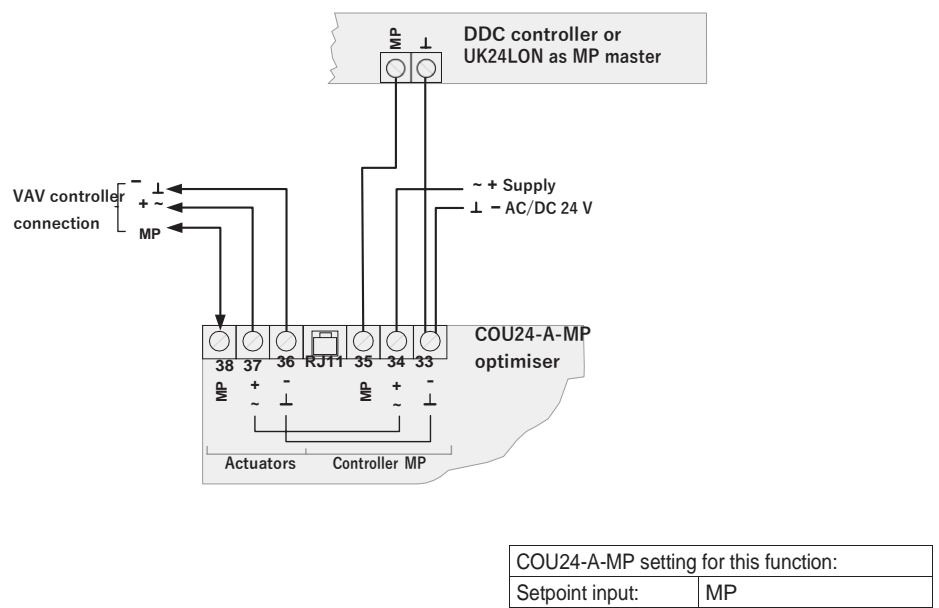 MP ⊥
DDC controller or
UK24LON as MP master
VAV controller
connection
− ⊥
+ ~
MP
~ + Supply
⊥ − AC/DC 24 V
COU24-A-MP
optimiser
38 37 36 RJ11 35 34 33
MP + - MP + -
~ ⊥ ~ ⊥
Actuators Controller MP
COU24-A-MP setting for this function:
Setpoint input: MP